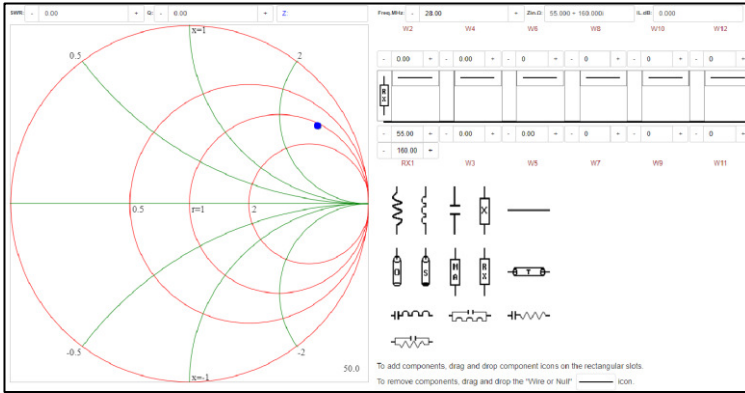 SWR: - 0.00 + Q: - 0.00 + Z:
Freq.MHz: - 28.00 + Zin.Ω: 55.000 + 160.000i IL.dB: 0.000
W2 W4 W6 W8 W10 W12
- 0.00 + - 0.00 + - 0 + - 0 + - 0 + - 0 +
R
X
- 55.00 + - 0.00 + - 0.00 + - 0 + - 0 + - 0 +
- 160.00 +
RX1 W3 W5 W7 W9 W11
x=1
0.5
2
0.5
r=1
2
-0.5
-2
x=-1
50.0
X
O S M A R X T
To add components, drag and drop component icons on the rectangular slots.
To remove components, drag and drop the "Wire or Null" icon.